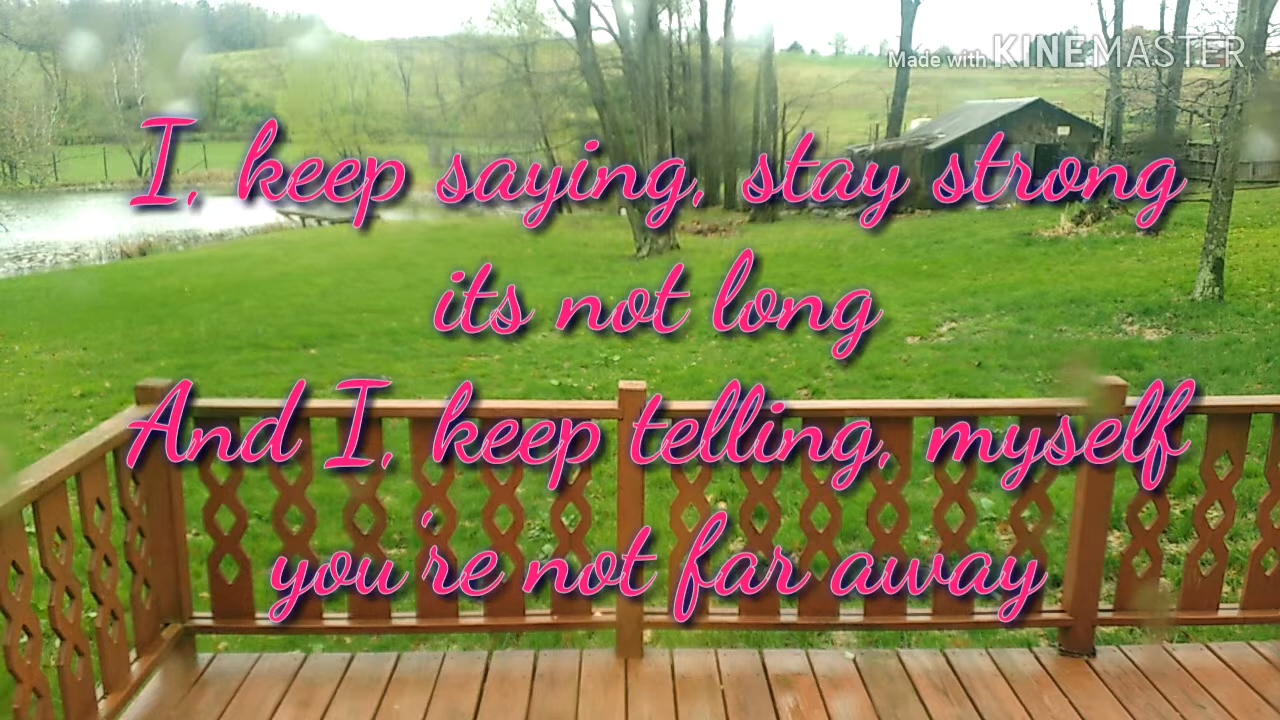 Made with KINEMASTER
I, keep saying, stay strong
its not long
And I, keep telling, myself
you're not far away